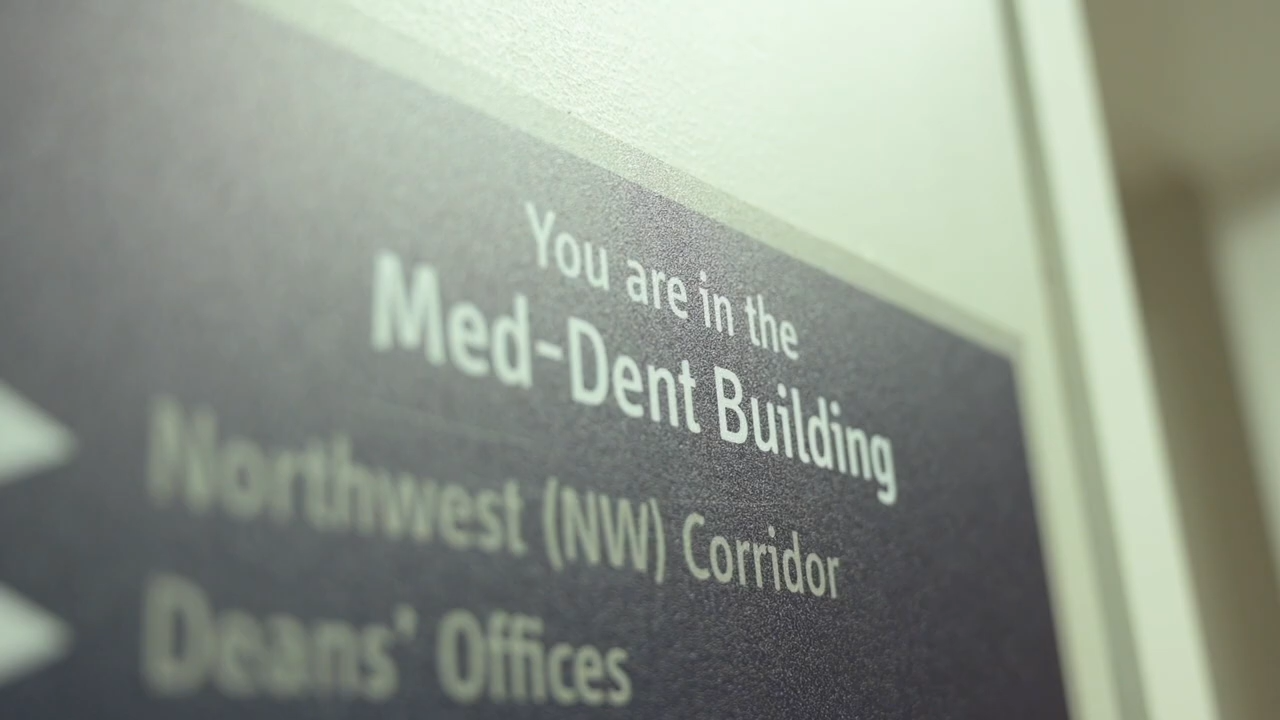 You are in the
Med-Dent Building
Northwest (NW) Corridor
Deans' Offices